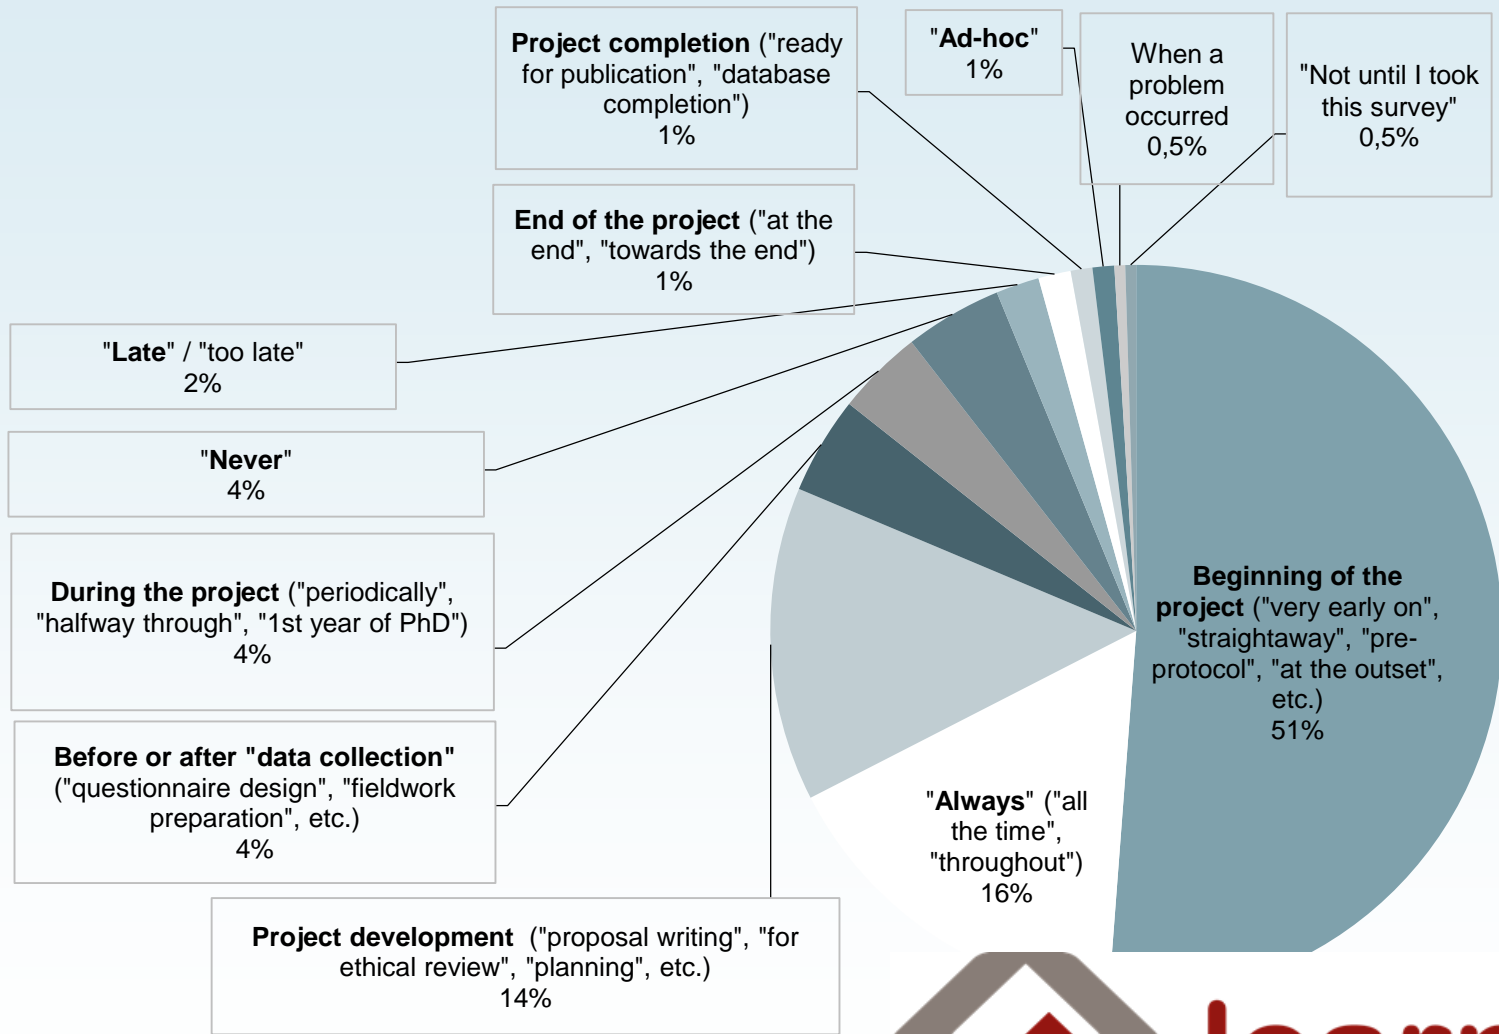 Project completion ("ready
for publication", "database
completion")
1%
"Ad-hoc"
1%
When a
problem
occurred
0,5%
"Not until I took
this survey"
0,5%
End of the project ("at the
end", "towards the end")
1%
"Late" / "too late"
2%
"Never"
4%
During the project ("periodically",
"halfway through", "1st year of PhD")
4%
Before or after "data collection"
("questionnaire design", "fieldwork
preparation", etc.)
4%
Project development ("proposal writing", "for
ethical review", "planning", etc.)
14%
"Always" ("all
the time",
"throughout")
16%
Beginning of the
project ("very early on",
"straightaway", "pre-
protocol", "at the outset",
etc.)
51%